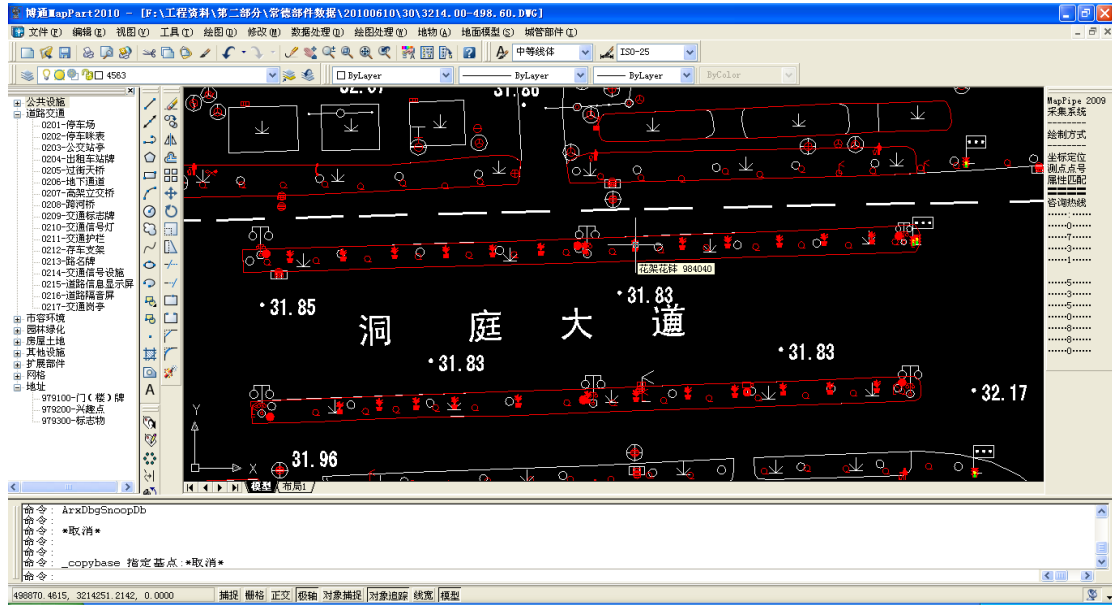 博通MapPart2010 - [F:\工程资料\第二部分\常德部件数据\20100610\30\3214.00-498.60.DWG]
文件(F) 编辑(E) 视图(V) 工具(T) 绘图(D) 修改(M) 数据处理(D) 绘图处理(W) 地物(A) 地面模型(S) 城管部件(I)
中等线体 ISO-25
4563 ByLayer ByLayer ByLayer ByColor
公共设施
道路交通
0201-停车场
0202-停车咪表
0203-公交站亭
0204-出租车站牌
0205-过街天桥
0206-地下通道
0207-高架立交桥
0208-跨河桥
0209-交通标志牌
0210-交通信号灯
0211-交通护栏
0212-存车支架
0213-路名牌
0214-交通信号设施
0215-道路信息显示屏
0216-道路隔音屏
0217-交通岗亭
市容环境
园林绿化
房屋土地
其他设施
扩展部件
网格
地址
979100-门(楼)牌
979200-兴趣点
979300-标志物
31.86
花架花钵 984040
31.85
31.83
洞庭大道
31.83
31.83
32.17
31.96
Y
X
模型 布局1
MapPipe 2009
采集系统
--------
绘制方式
--------
坐标定位
测点点号
属性匹配
〓〓〓〓
咨询热线
······:······
······0······
······7······
······3······
······1······
······5······
······3······
······5······
······0······
······8······
······8······
······0······
命令: ArxDbgSnoopDb
命令:
命令: *取消*
命令:
命令:
命令: _copybase 指定基点:*取消*
命令:
498870.4615, 3214251.2142, 0.0000 捕捉 栅格 正交 极轴 对象捕捉 对象追踪 线宽 模型